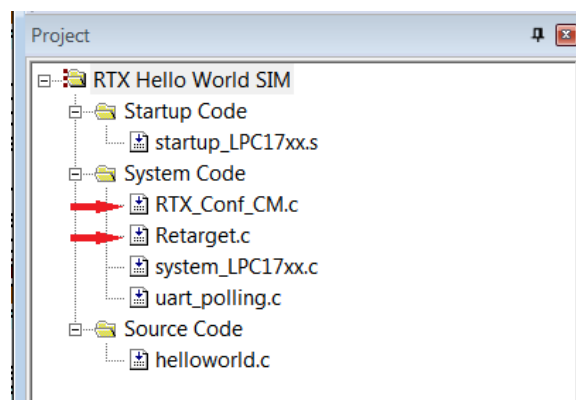 Project
RTX Hello World SIM
Startup Code
startup_LPC17xx.s
System Code
RTX_Conf_CM.c
Retarget.c
system_LPC17xx.c
uart_polling.c
Source Code
helloworld.c